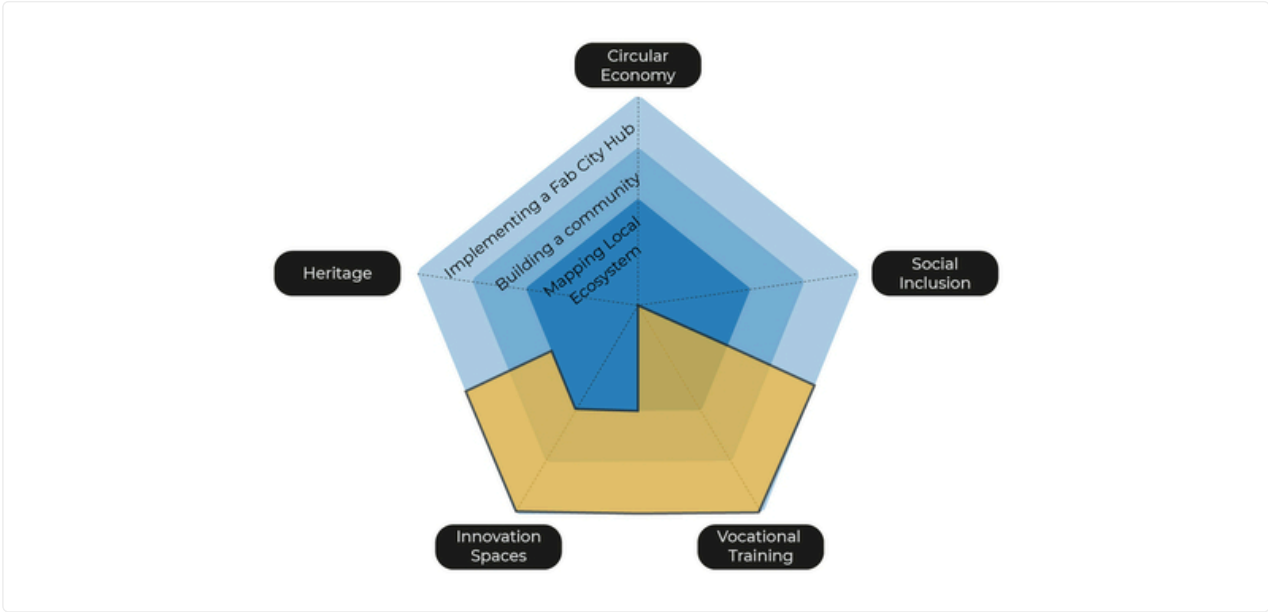 Circular
Economy
Implementing a Fab City Hub
Building a community
Mapping Local
Ecosystem
Heritage
Social
Inclusion
Innovation
Spaces
Vocational
Training